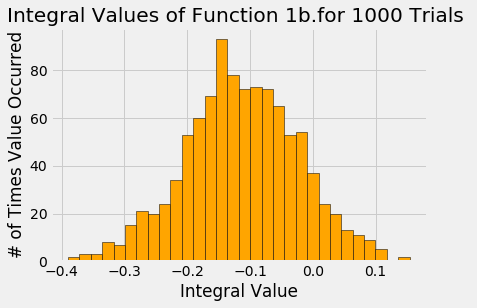 Integral Values of Function 1b.for 1000 Trials
# of Times Value Occurred
80
60
40
20
0
−0.4 −0.3 −0.2 −0.1 0.0 0.1
Integral Value